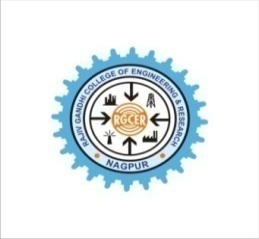 RAJIV GANDHI COLLEGE OF ENGINEERING & RESEARCH
RGCER
NAGPUR